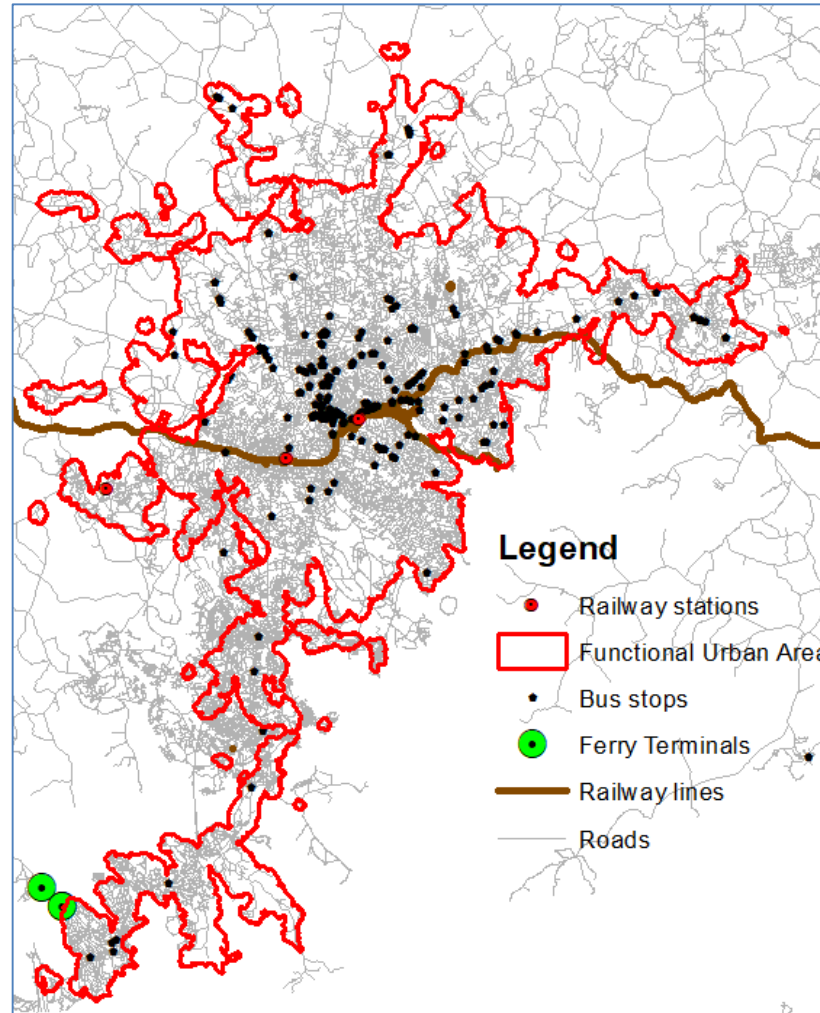 Legend
Railway stations
Functional Urban Area
Bus stops
Ferry Terminals
Railway lines
Roads